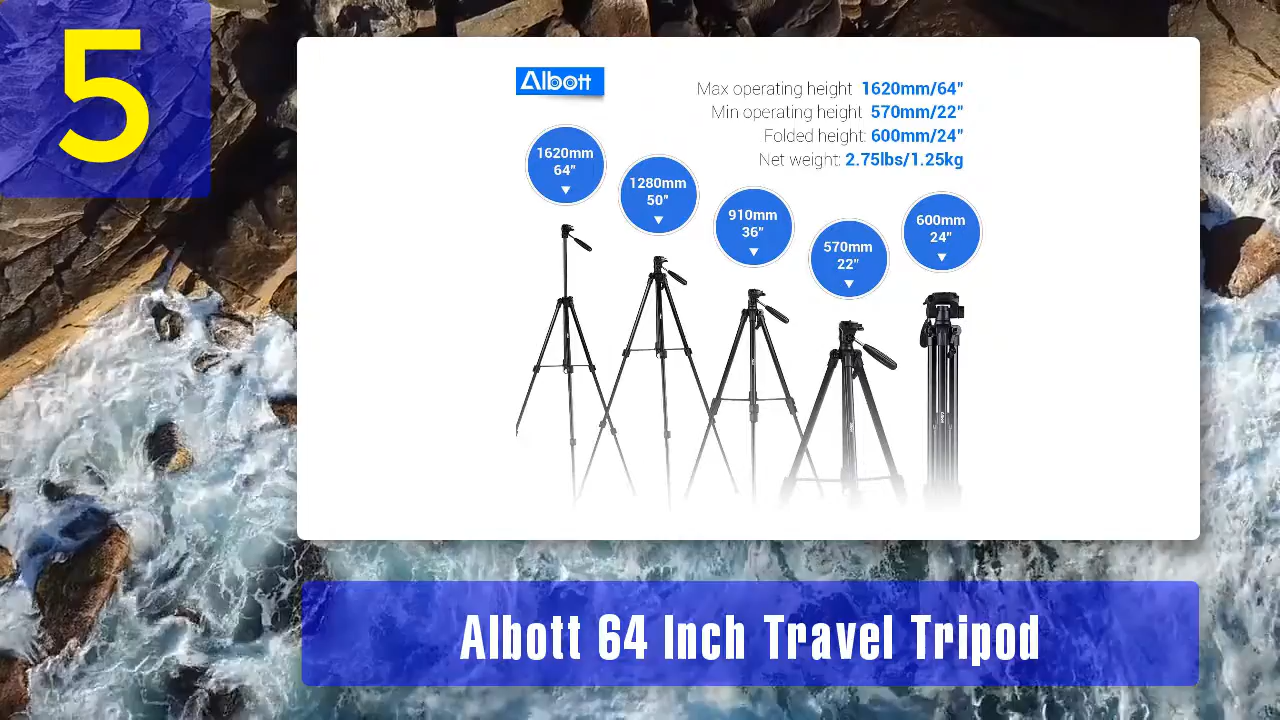 5
Albott
Max operating height 1620mm/64"
Min operating height 570mm/22"
Folded height: 600mm/24"
Net weight: 2.75lbs/1.25kg
1620mm
64"
1280mm
50"
910mm
36"
570mm
22"
600mm
24"
Albott 64 Inch Travel Tripod